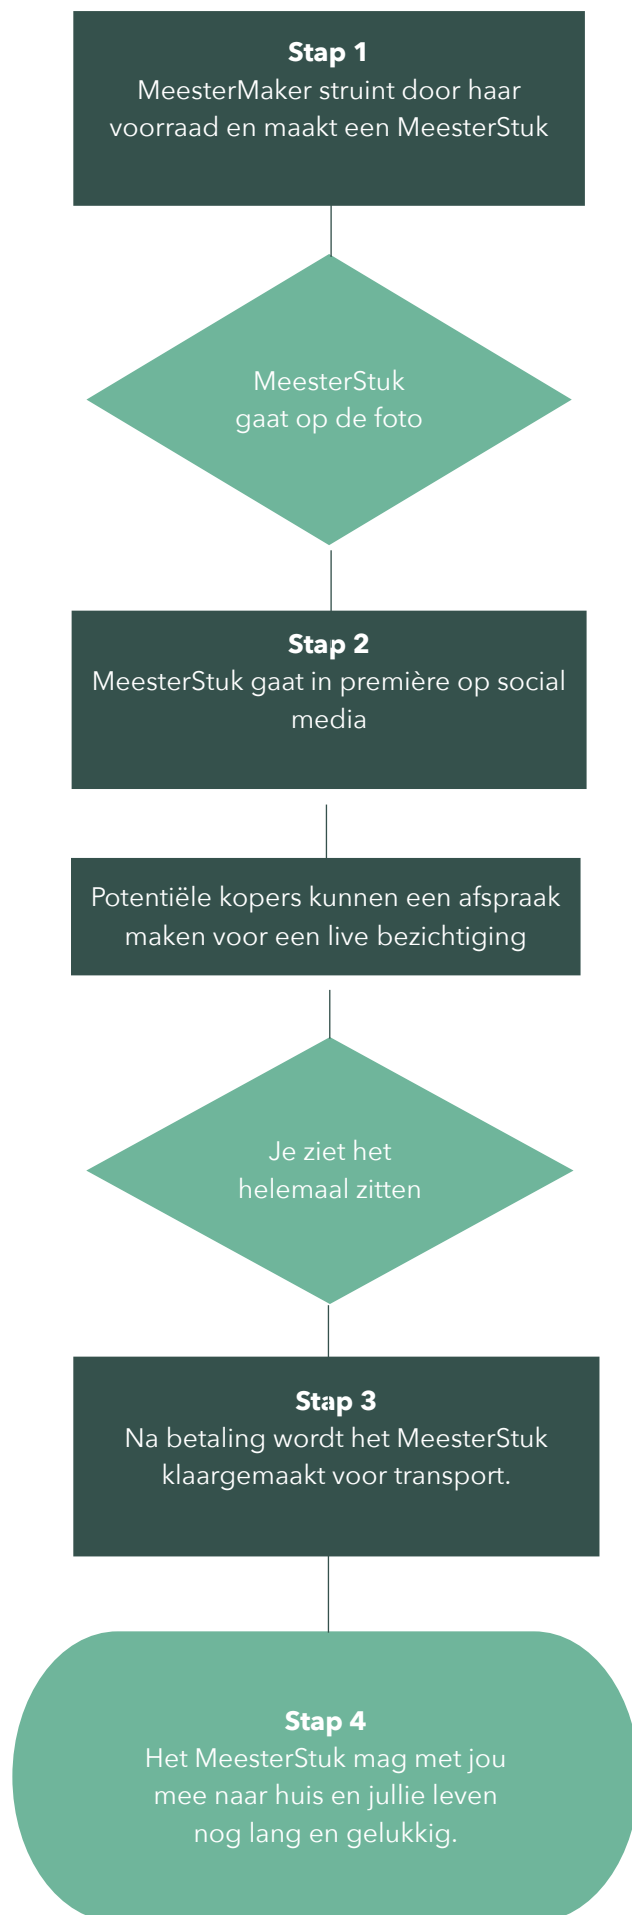 Stap 1
MeesterMaker struint door haar
voorraad en maakt een MeesterStuk
MeesterStuk
gaat op de foto
Stap 2
MeesterStuk gaat in première op social
media
Potentiële kopers kunnen een afspraak
maken voor een live bezichtiging
Je ziet het
helemaal zitten
Stap 3
Na betaling wordt het MeesterStuk
klaargemaakt voor transport.
Stap 4
Het MeesterStuk mag met jou
mee naar huis en jullie leven
nog lang en gelukkig.